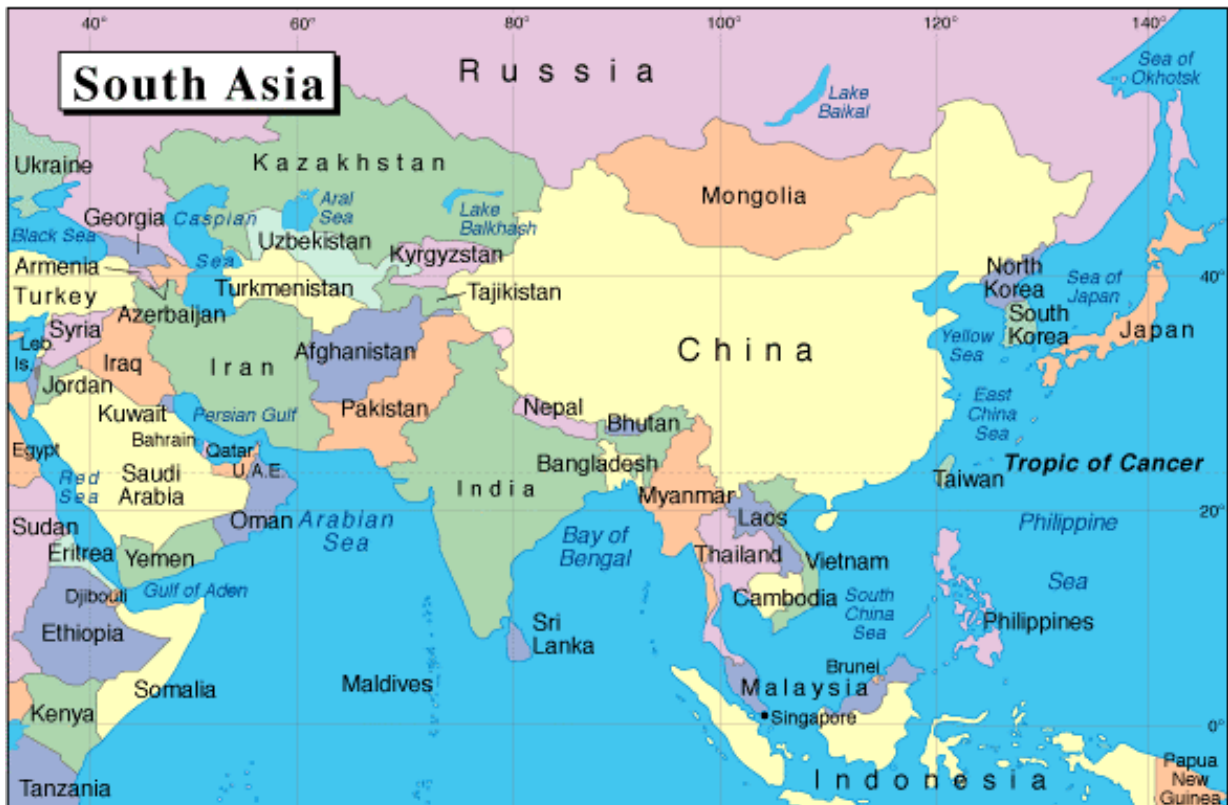 40°
60°
80°
100°
120°
140°
South Asia
Russia
Sea of
Okhotsk
Lake
Baikal
Ukraine
Kazakhstan
Mongolia
Georgia
Caspian
Sea
Aral
Sea
Lake
Balkhash
Black Sea
Uzbekistan
Kyrgyzstan
Armenia
Turkey
Turkmenistan
Tajikistan
North
Korea
Sea of
Japan
40°
Azerbaijan
Syria
South
Korea
Japan
Leb.
Is.
Iraq
Iran
Afghanistan
China
Yellow
Sea
Jordan
Kuwait
Persian Gulf
Pakistan
Nepal
Bhutan
East
China
Sea
Egypt
Bahrain
Qatar
U.A.E.
Bangladesh
Tropic of Cancer
Red
Sea
Saudi
Arabia
India
Myanmar
Taiwan
20°
Sudan
Oman
Arabian
Sea
Bay of
Bengal
Laos
Philippine
Sea
Eritrea
Yemen
Thailand
Vietnam
Djibouti
Gulf of Aden
Cambodia
South
China
Sea
Ethiopia
Sri
Lanka
Philippines
Somalia
Maldives
Brunei
Malaysia
Kenya
Singapore
0°
Tanzania
Indonesia
Papua
New
Guinea